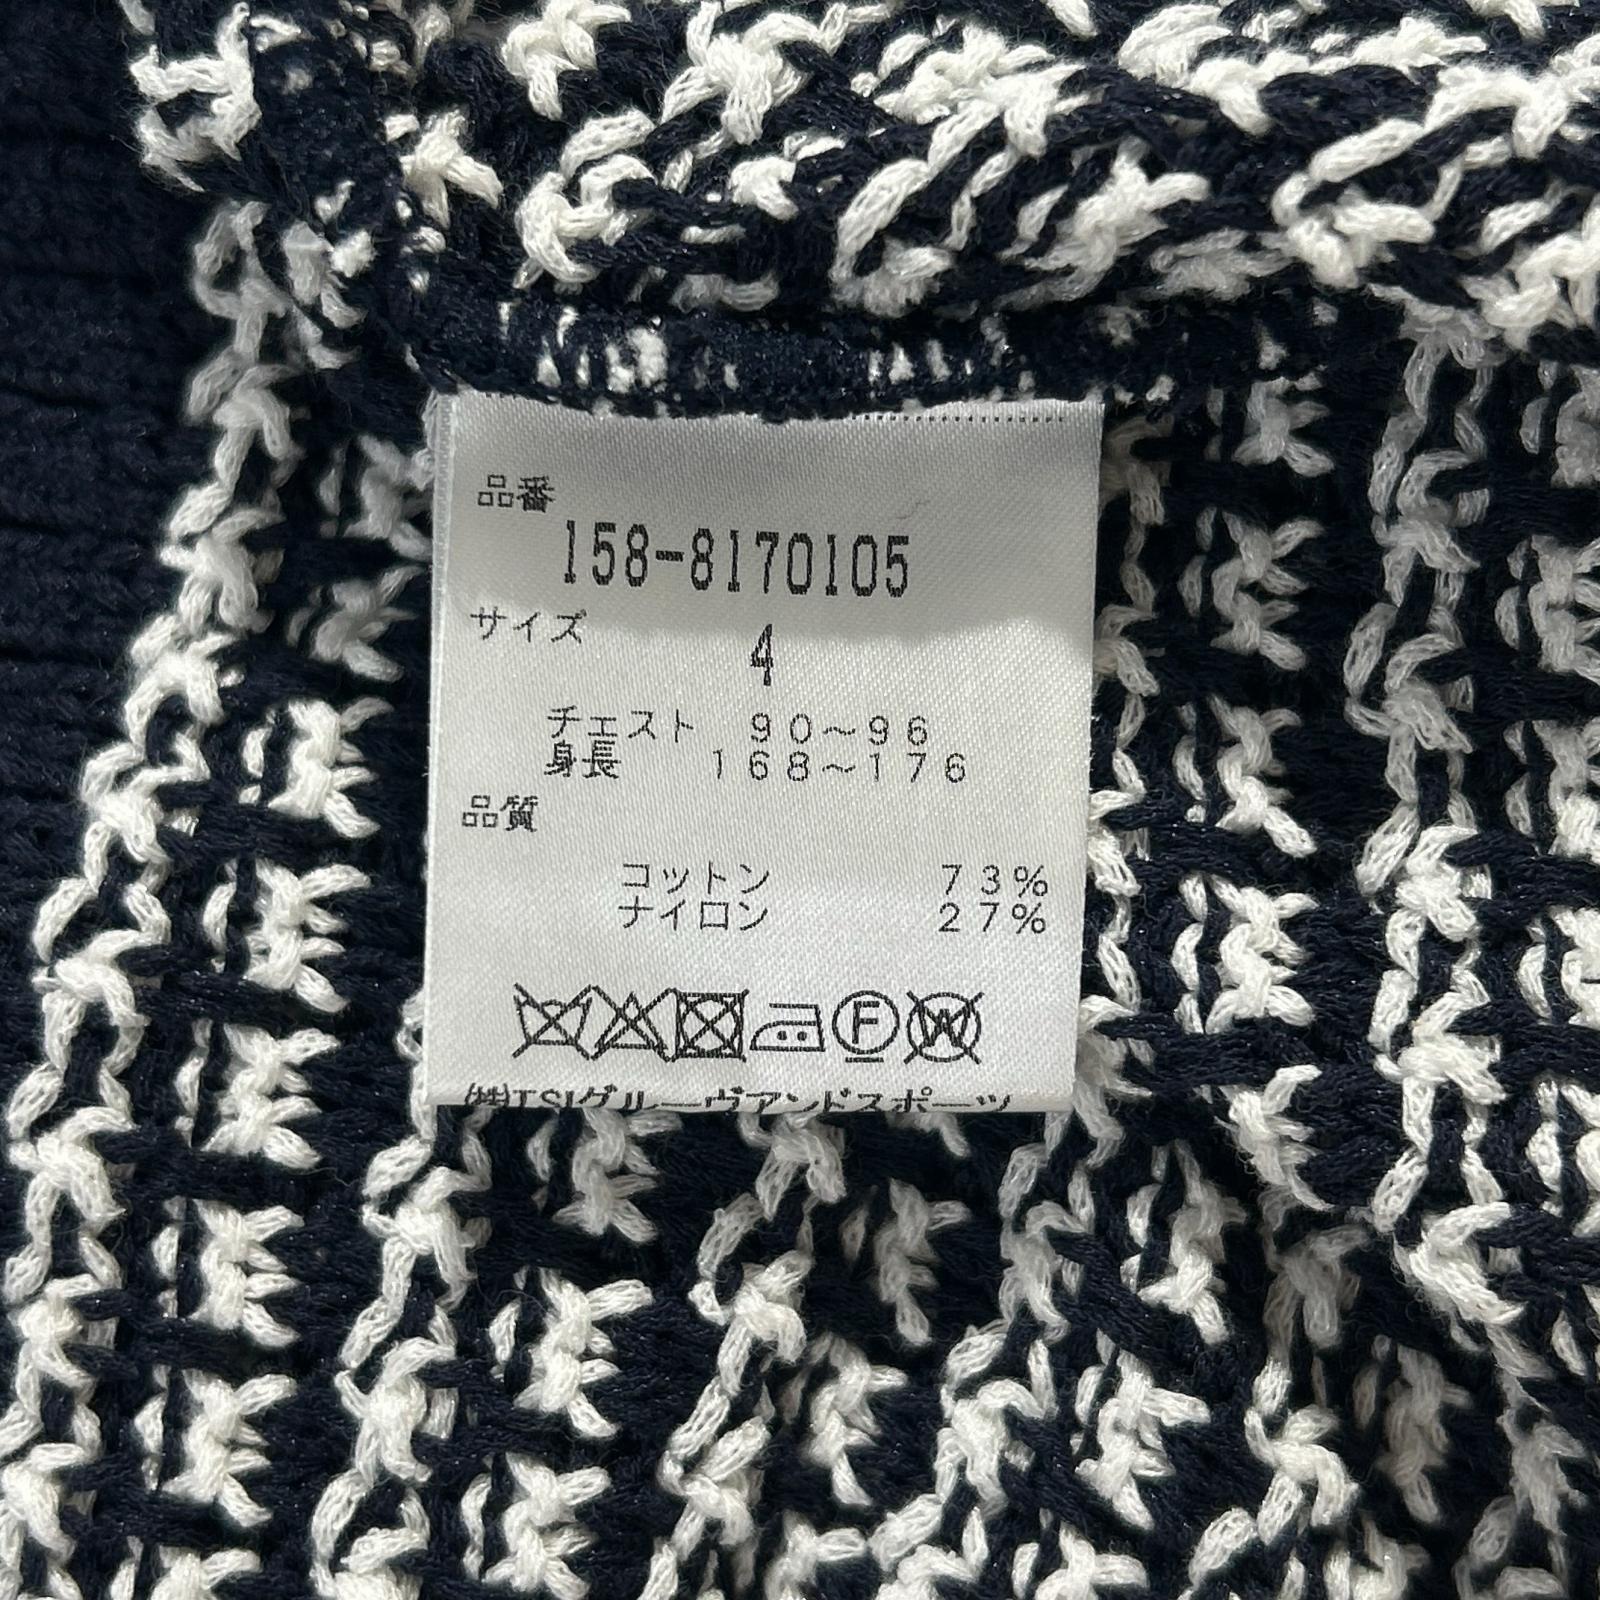 品番
158-8170105
サイズ
4
チェスト 90～96
身長 168～176
品質
コットン 73%
ナイロン 27%
F W
(株)TSIグルーヴアンドスポーツ